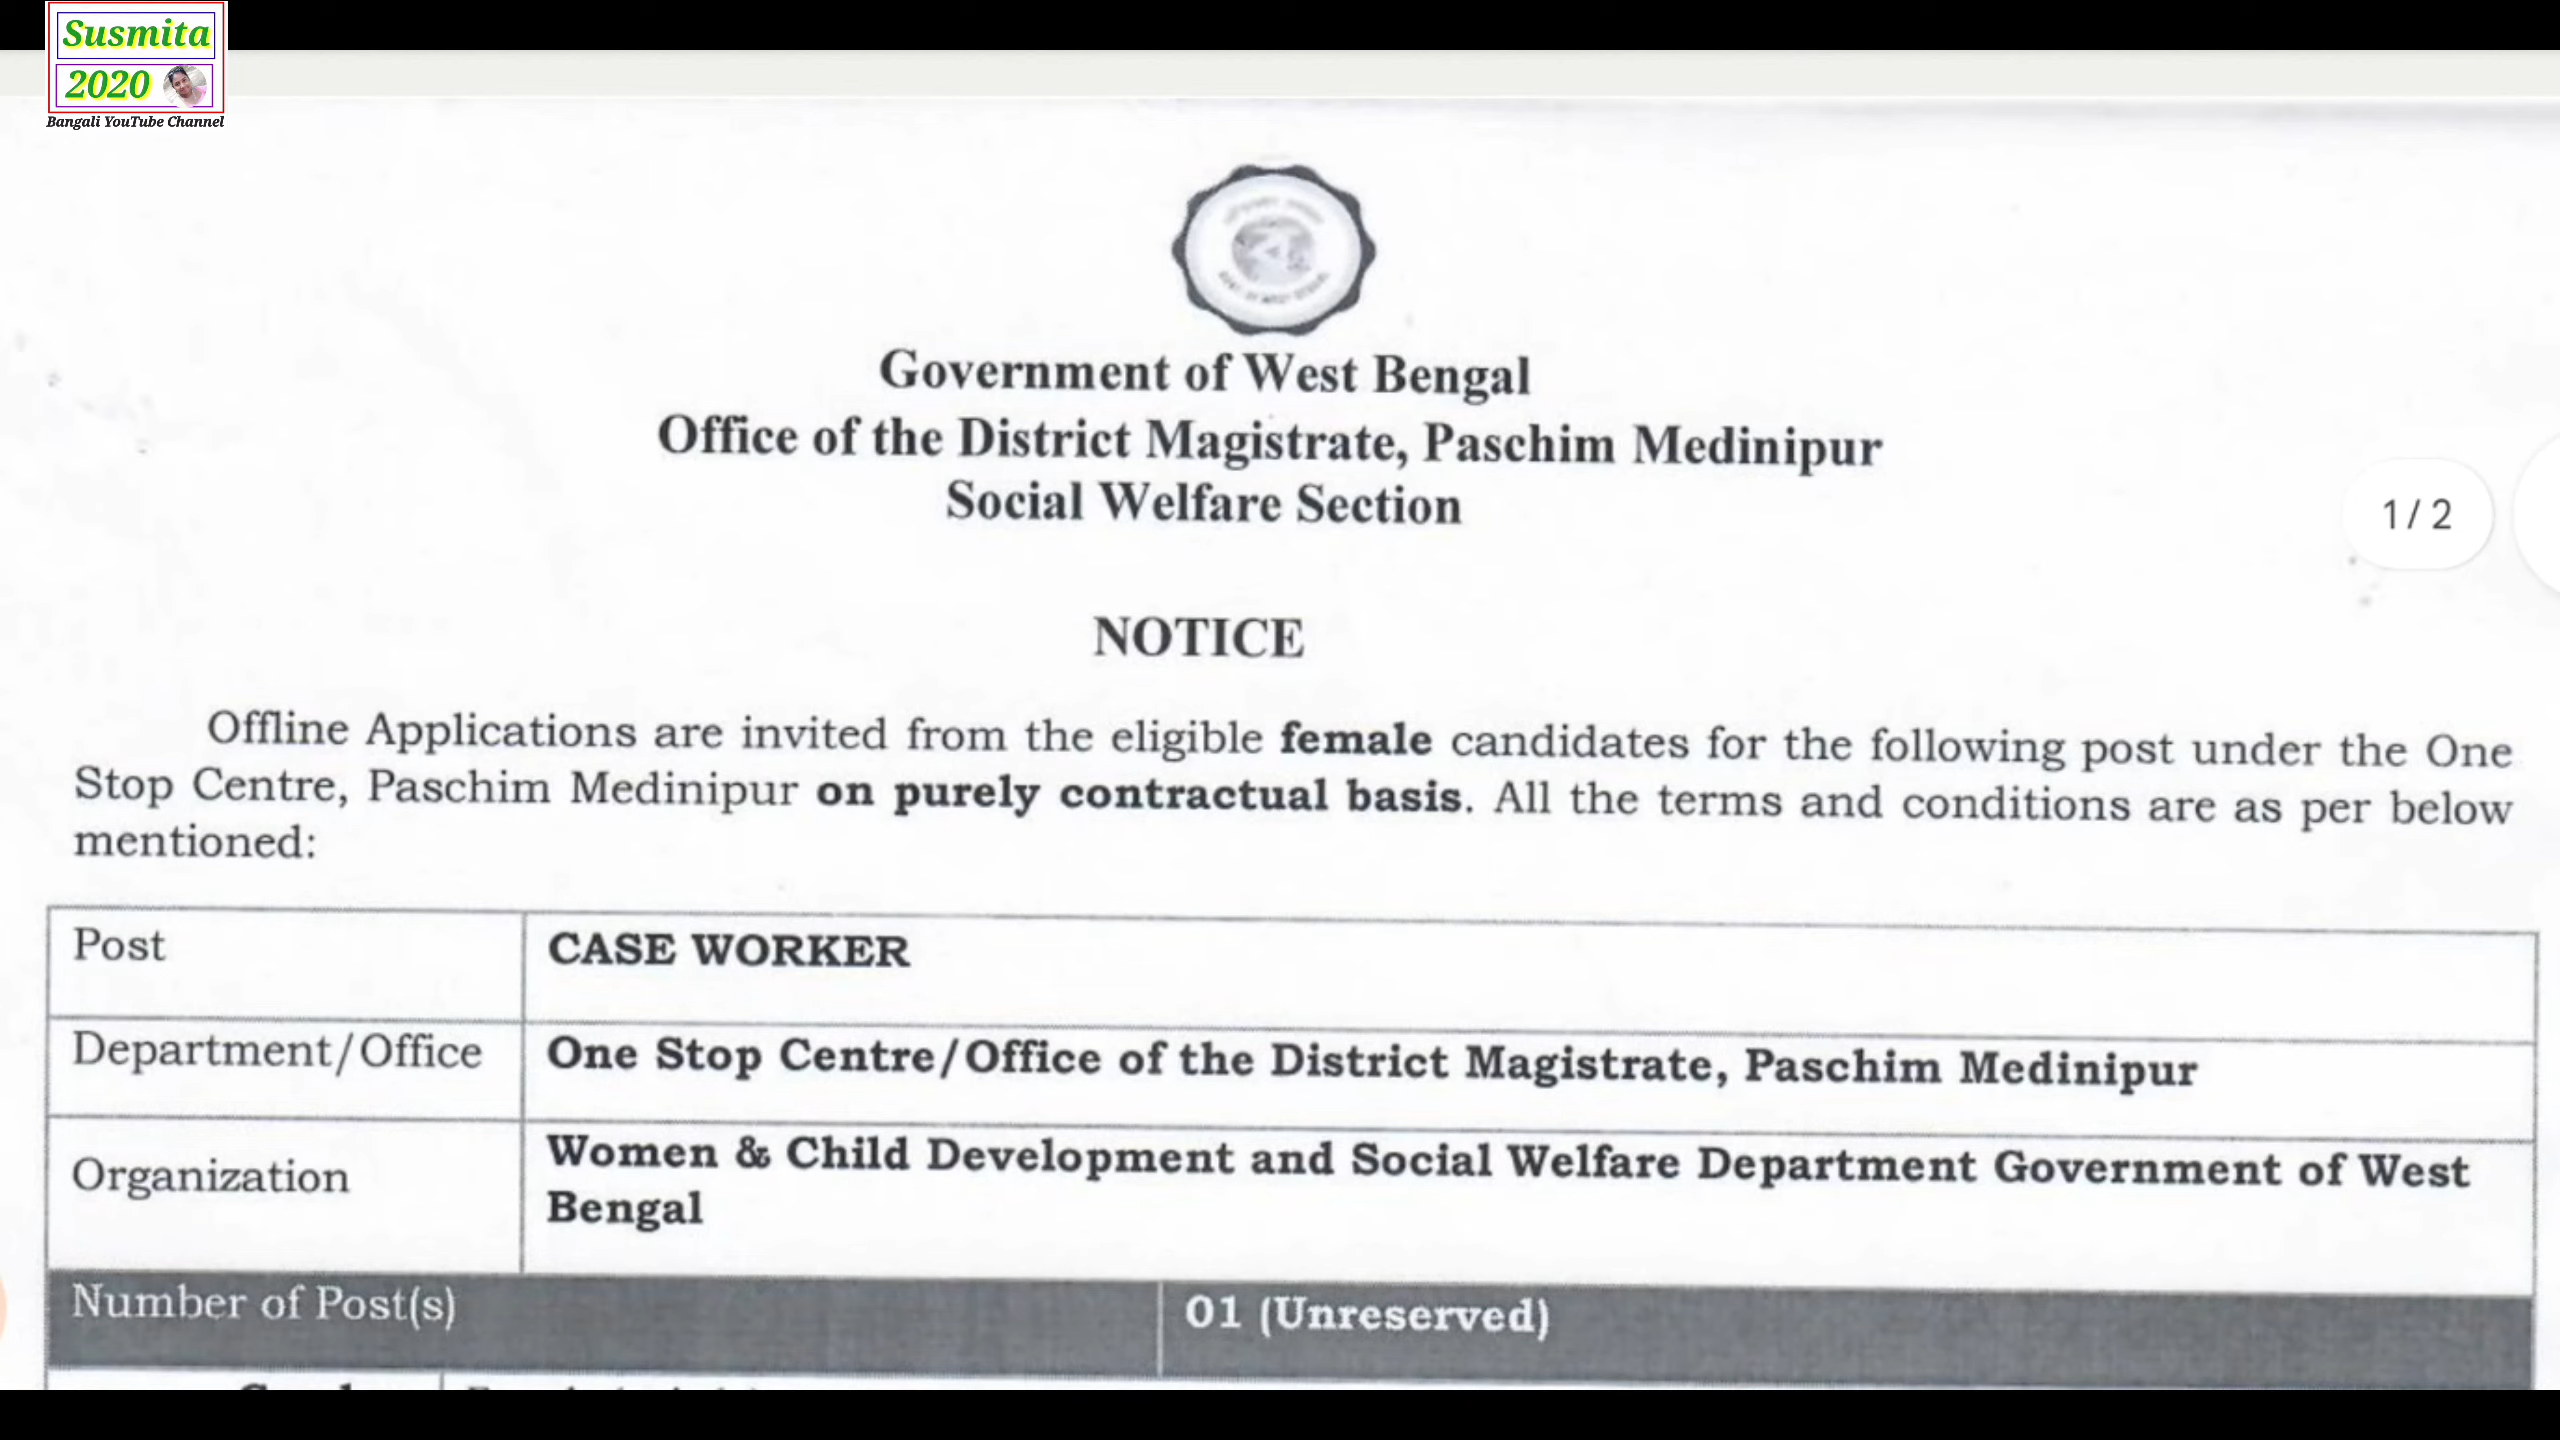 Susmita
2020
Bangali YouTube Channel
Government of West Bengal
Office of the District Magistrate, Paschim Medinipur
Social Welfare Section
1 / 2
NOTICE
Offline Applications are invited from the eligible female candidates for the following post under the One
Stop Centre, Paschim Medinipur on purely contractual basis. All the terms and conditions are as per below
mentioned:
Post CASE WORKER
Department/Office One Stop Centre/Office of the District Magistrate, Paschim Medinipur
Organization Women & Child Development and Social Welfare Department Government of West
Bengal
Number of Post(s) 01 (Unreserved)